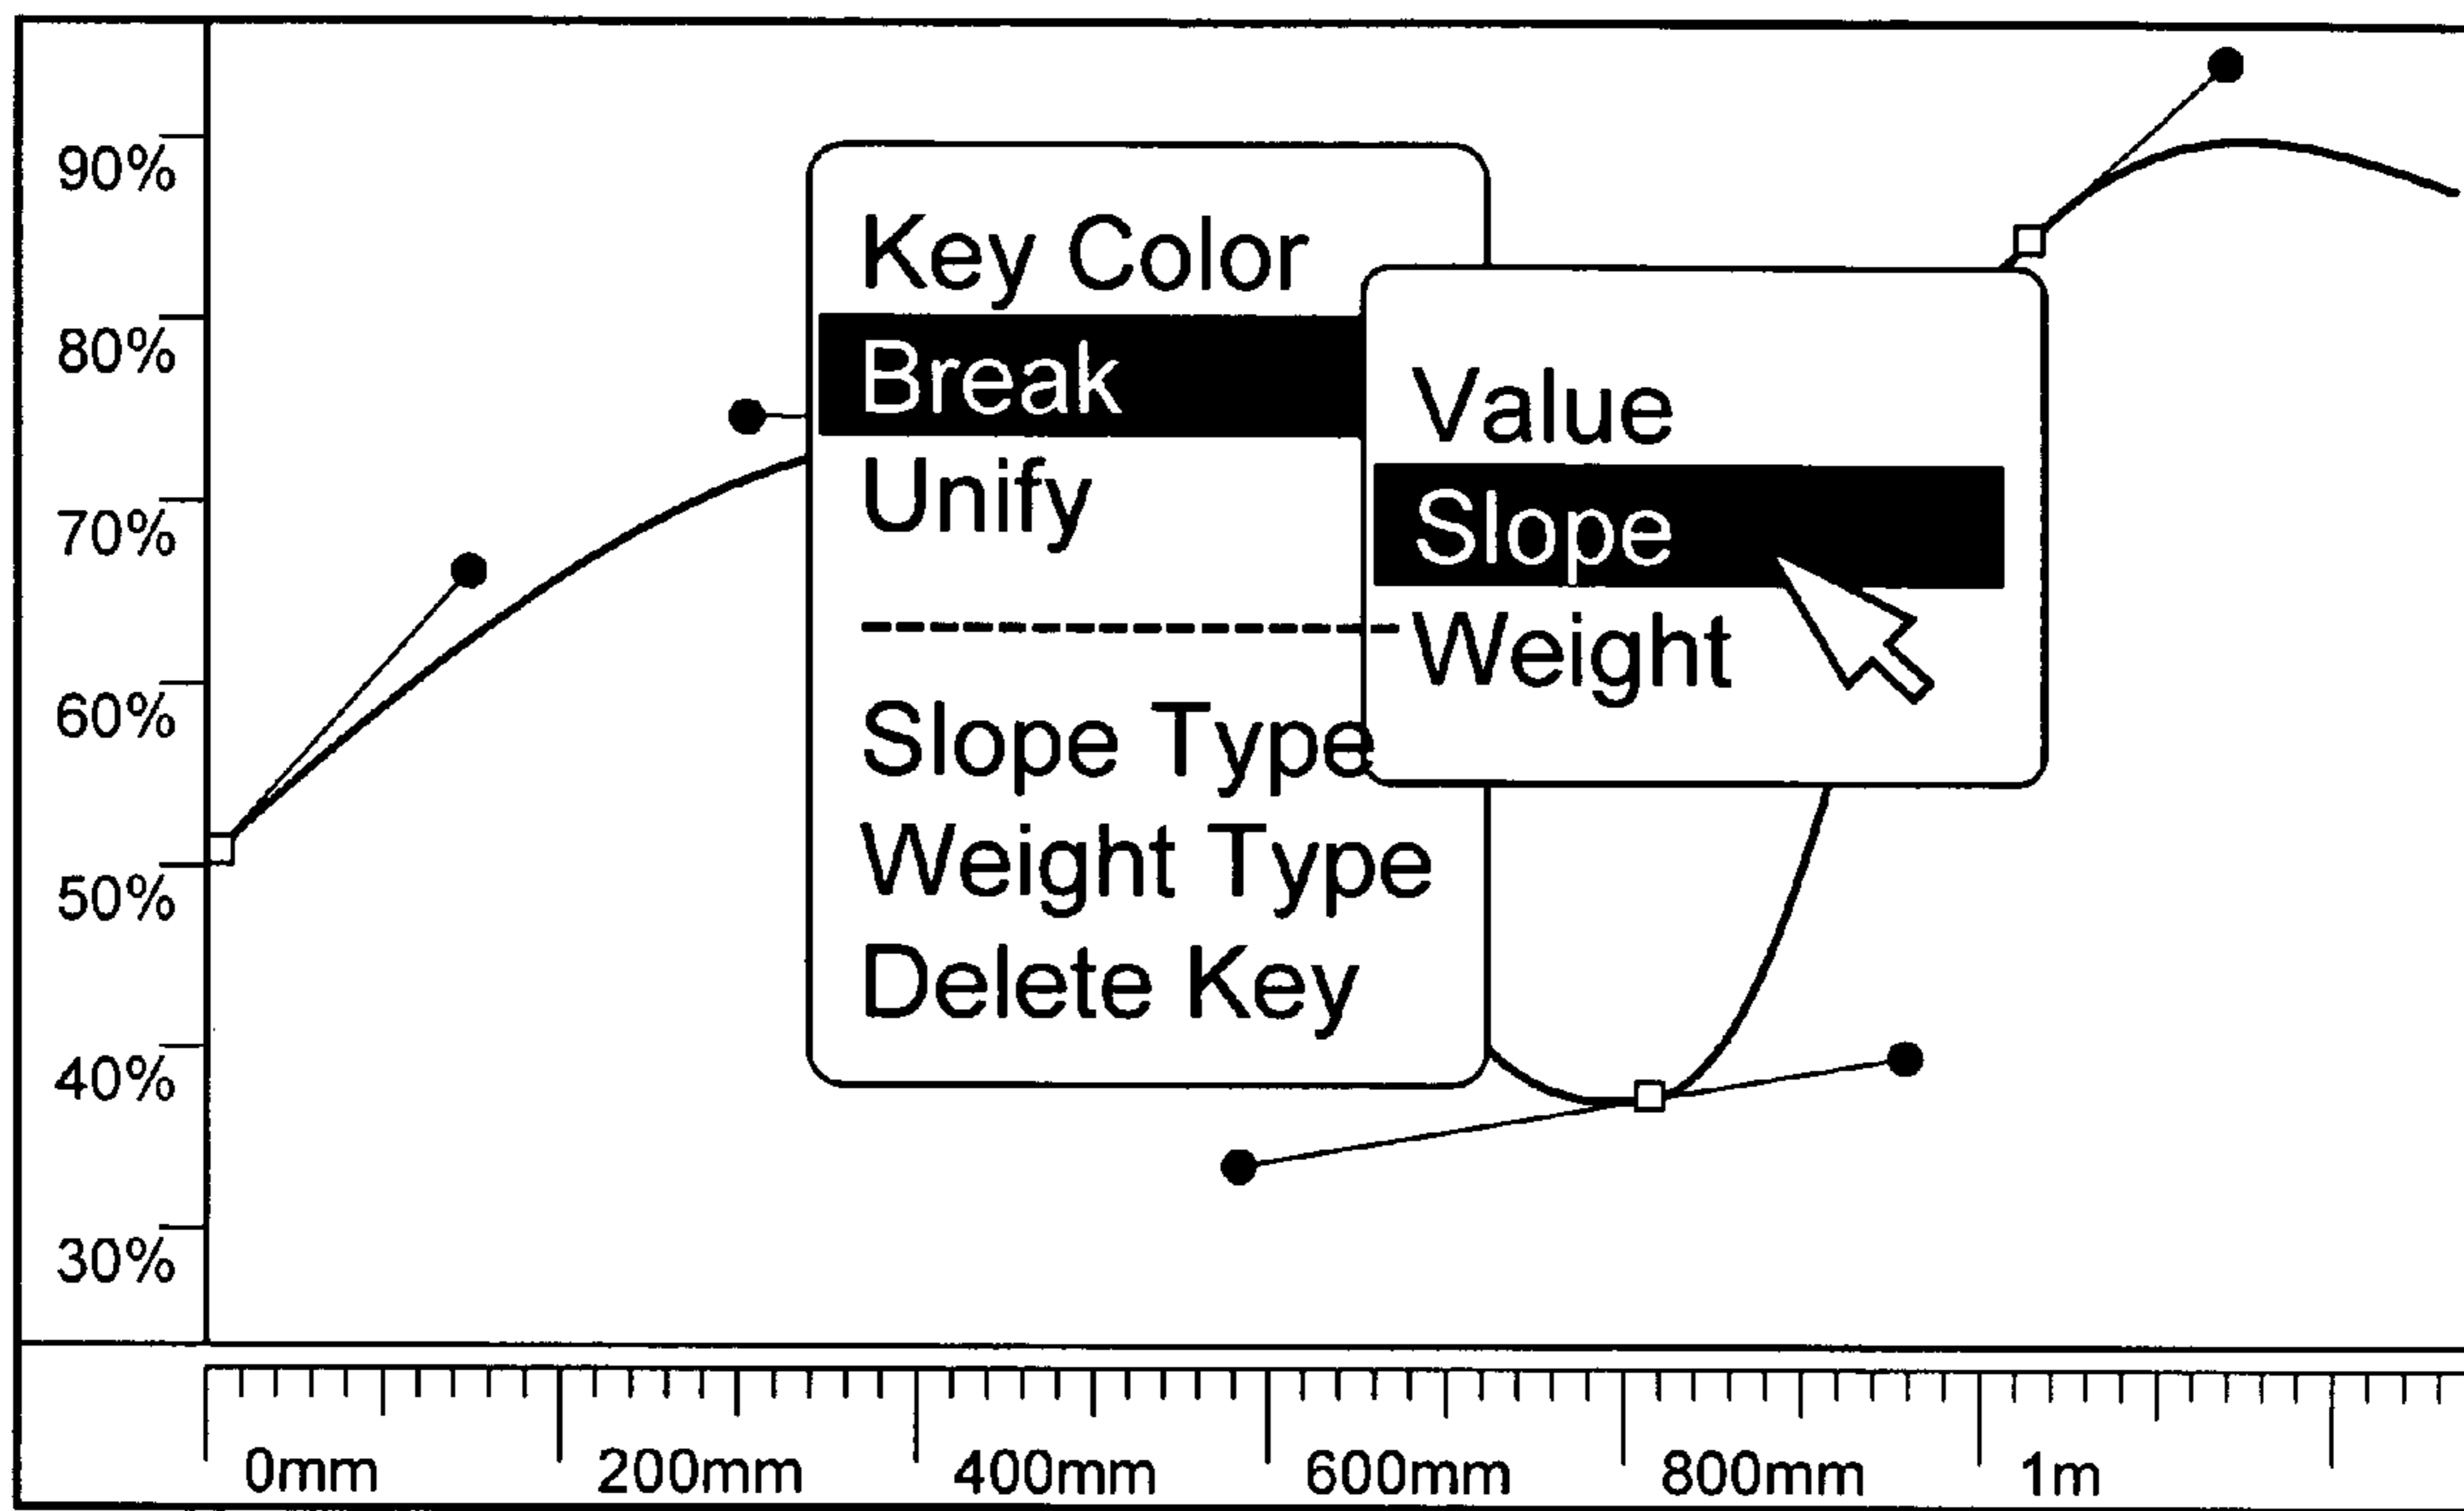 90%
80%
70%
60%
50%
40%
30%
Key Color
Break
Unify
Slope Type
Weight Type
Delete Key
Value
Slope
Weight
0mm 200mm 400mm 600mm 800mm 1m